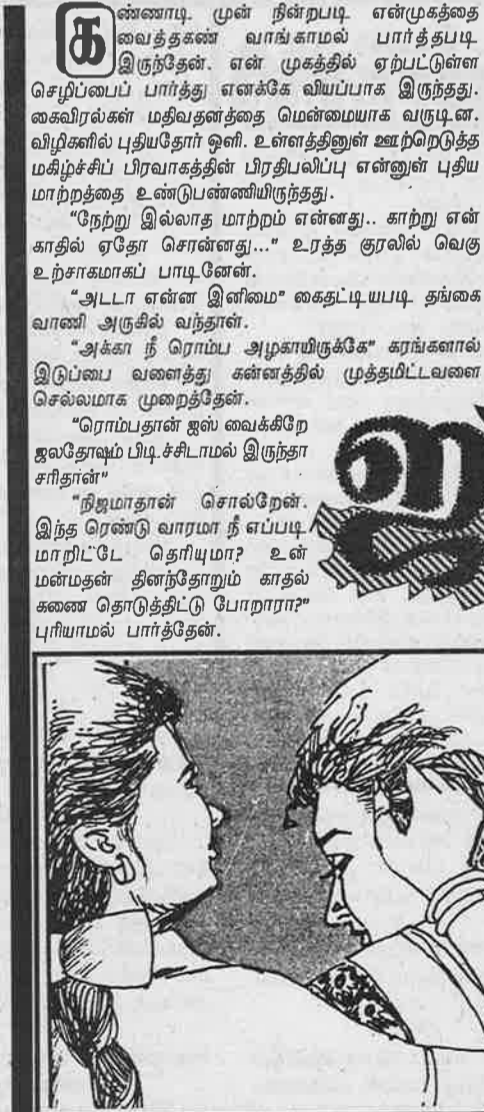 கண்ணாடி முன் நின்றபடி என்முகத்தை
வைத்தகண் வாங்காமல் பார்த்தபடி
இருந்தேன். என் முகத்தில் ஏற்பட்டுள்ள
செழிப்பைப் பார்த்து எனக்கே வியப்பாக இருந்தது.
கைவிரல்கள் மதிவதனத்தை மென்மையாக வருடின.
விழிகளில் புதியதோர் ஒளி. உள்ளத்தினுள் ஊற்றெடுத்த
மகிழ்ச்சிப் பிரவாகத்தின் பிரதிபலிப்பு என்னுள் புதிய
மாற்றத்தை உண்டுபண்ணியிருந்தது.
"நேற்று இல்லாத மாற்றம் என்னது.. காற்று என்
காதில் ஏதோ சொன்னது..." உரத்த குரலில் வெகு
உற்சாகமாகப் பாடினேன்.
"அடடா என்ன இனிமை" கைதட்டியபடி தங்கை
வாணி அருகில் வந்தாள்.
"அக்கா நீ ரொம்ப அழகாயிருக்கே" கரங்களால்
இடுப்பை வளைத்து கன்னத்தில் முத்தமிட்டவளை
செல்லமாக முறைத்தேன்.
"ரொம்பதான் ஐஸ் வைக்கிறே
ஜலதோஷம் பிடிச்சிடாமல் இருந்தா
சரிதான்"
"நிஜமாதான் சொல்றேன்.
இந்த ரெண்டு வாரமா நீ எப்படி
மாறிட்டே தெரியுமா? உன்
மன்மதன் தினந்தோறும் காதல்
கணை தொடுத்திட்டு போறாரா?"
புரியாமல் பார்த்தேன்.